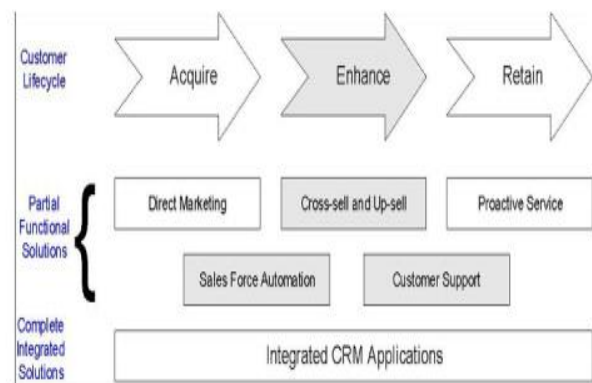 Customer
Lifecycle
Acquire
Enhance
Retain
Partial
Functional
Solutions
Direct Marketing
Cross-sell and Up-sell
Proactive Service
Sales Force Automation
Customer Support
Complete
Integrated
Solutions
Integrated CRM Applications